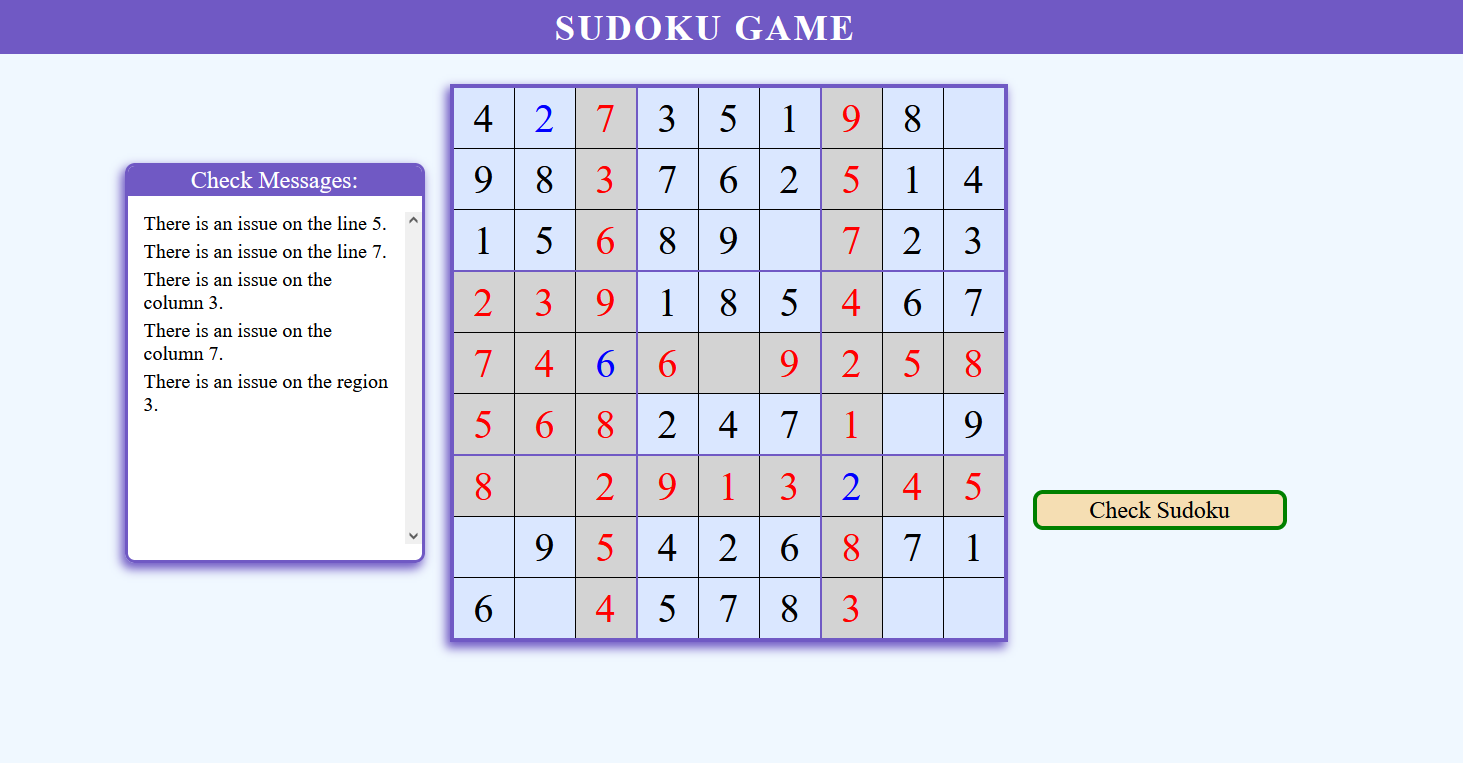 SUDOKU GAME
Check Messages:
There is an issue on the line 5.
There is an issue on the line 7.
There is an issue on the
column 3.
There is an issue on the
column 7.
There is an issue on the region
3.
4 2 7 3 5 1 9 8
9 8 3 7 6 2 5 1 4
1 5 6 8 9 7 2 3
2 3 9 1 8 5 4 6 7
7 4 6 6 9 2 5 8
5 6 8 2 4 7 1 9
8 2 9 1 3 2 4 5
9 5 4 2 6 8 7 1
6 4 5 7 8 3
Check Sudoku